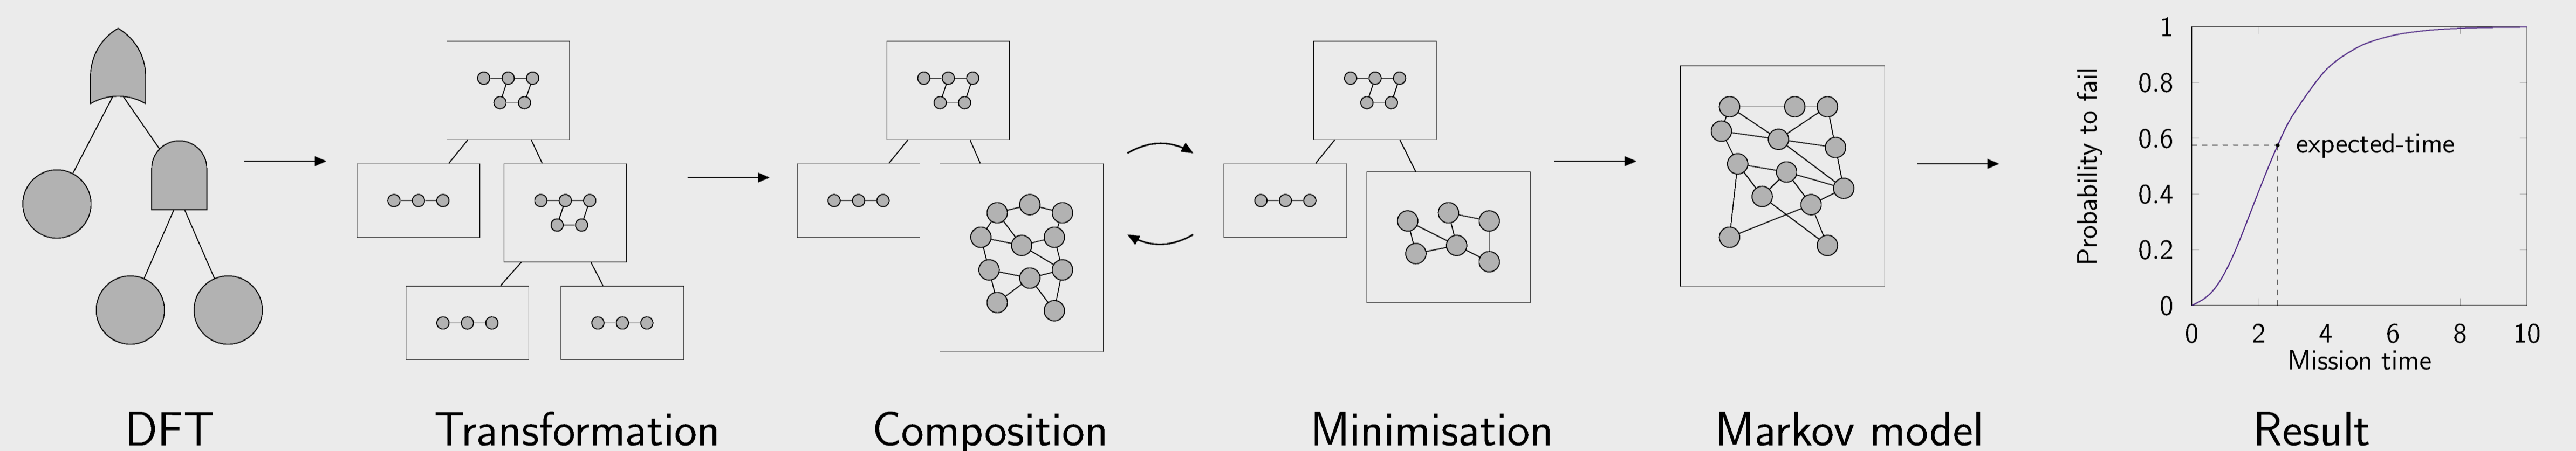 DFT
Transformation
Composition
Minimisation
Markov model
Probability to fail
1
0.8
0.6
0.4
0.2
0
expected-time
0 2 4 6 8 10
Mission time
Result